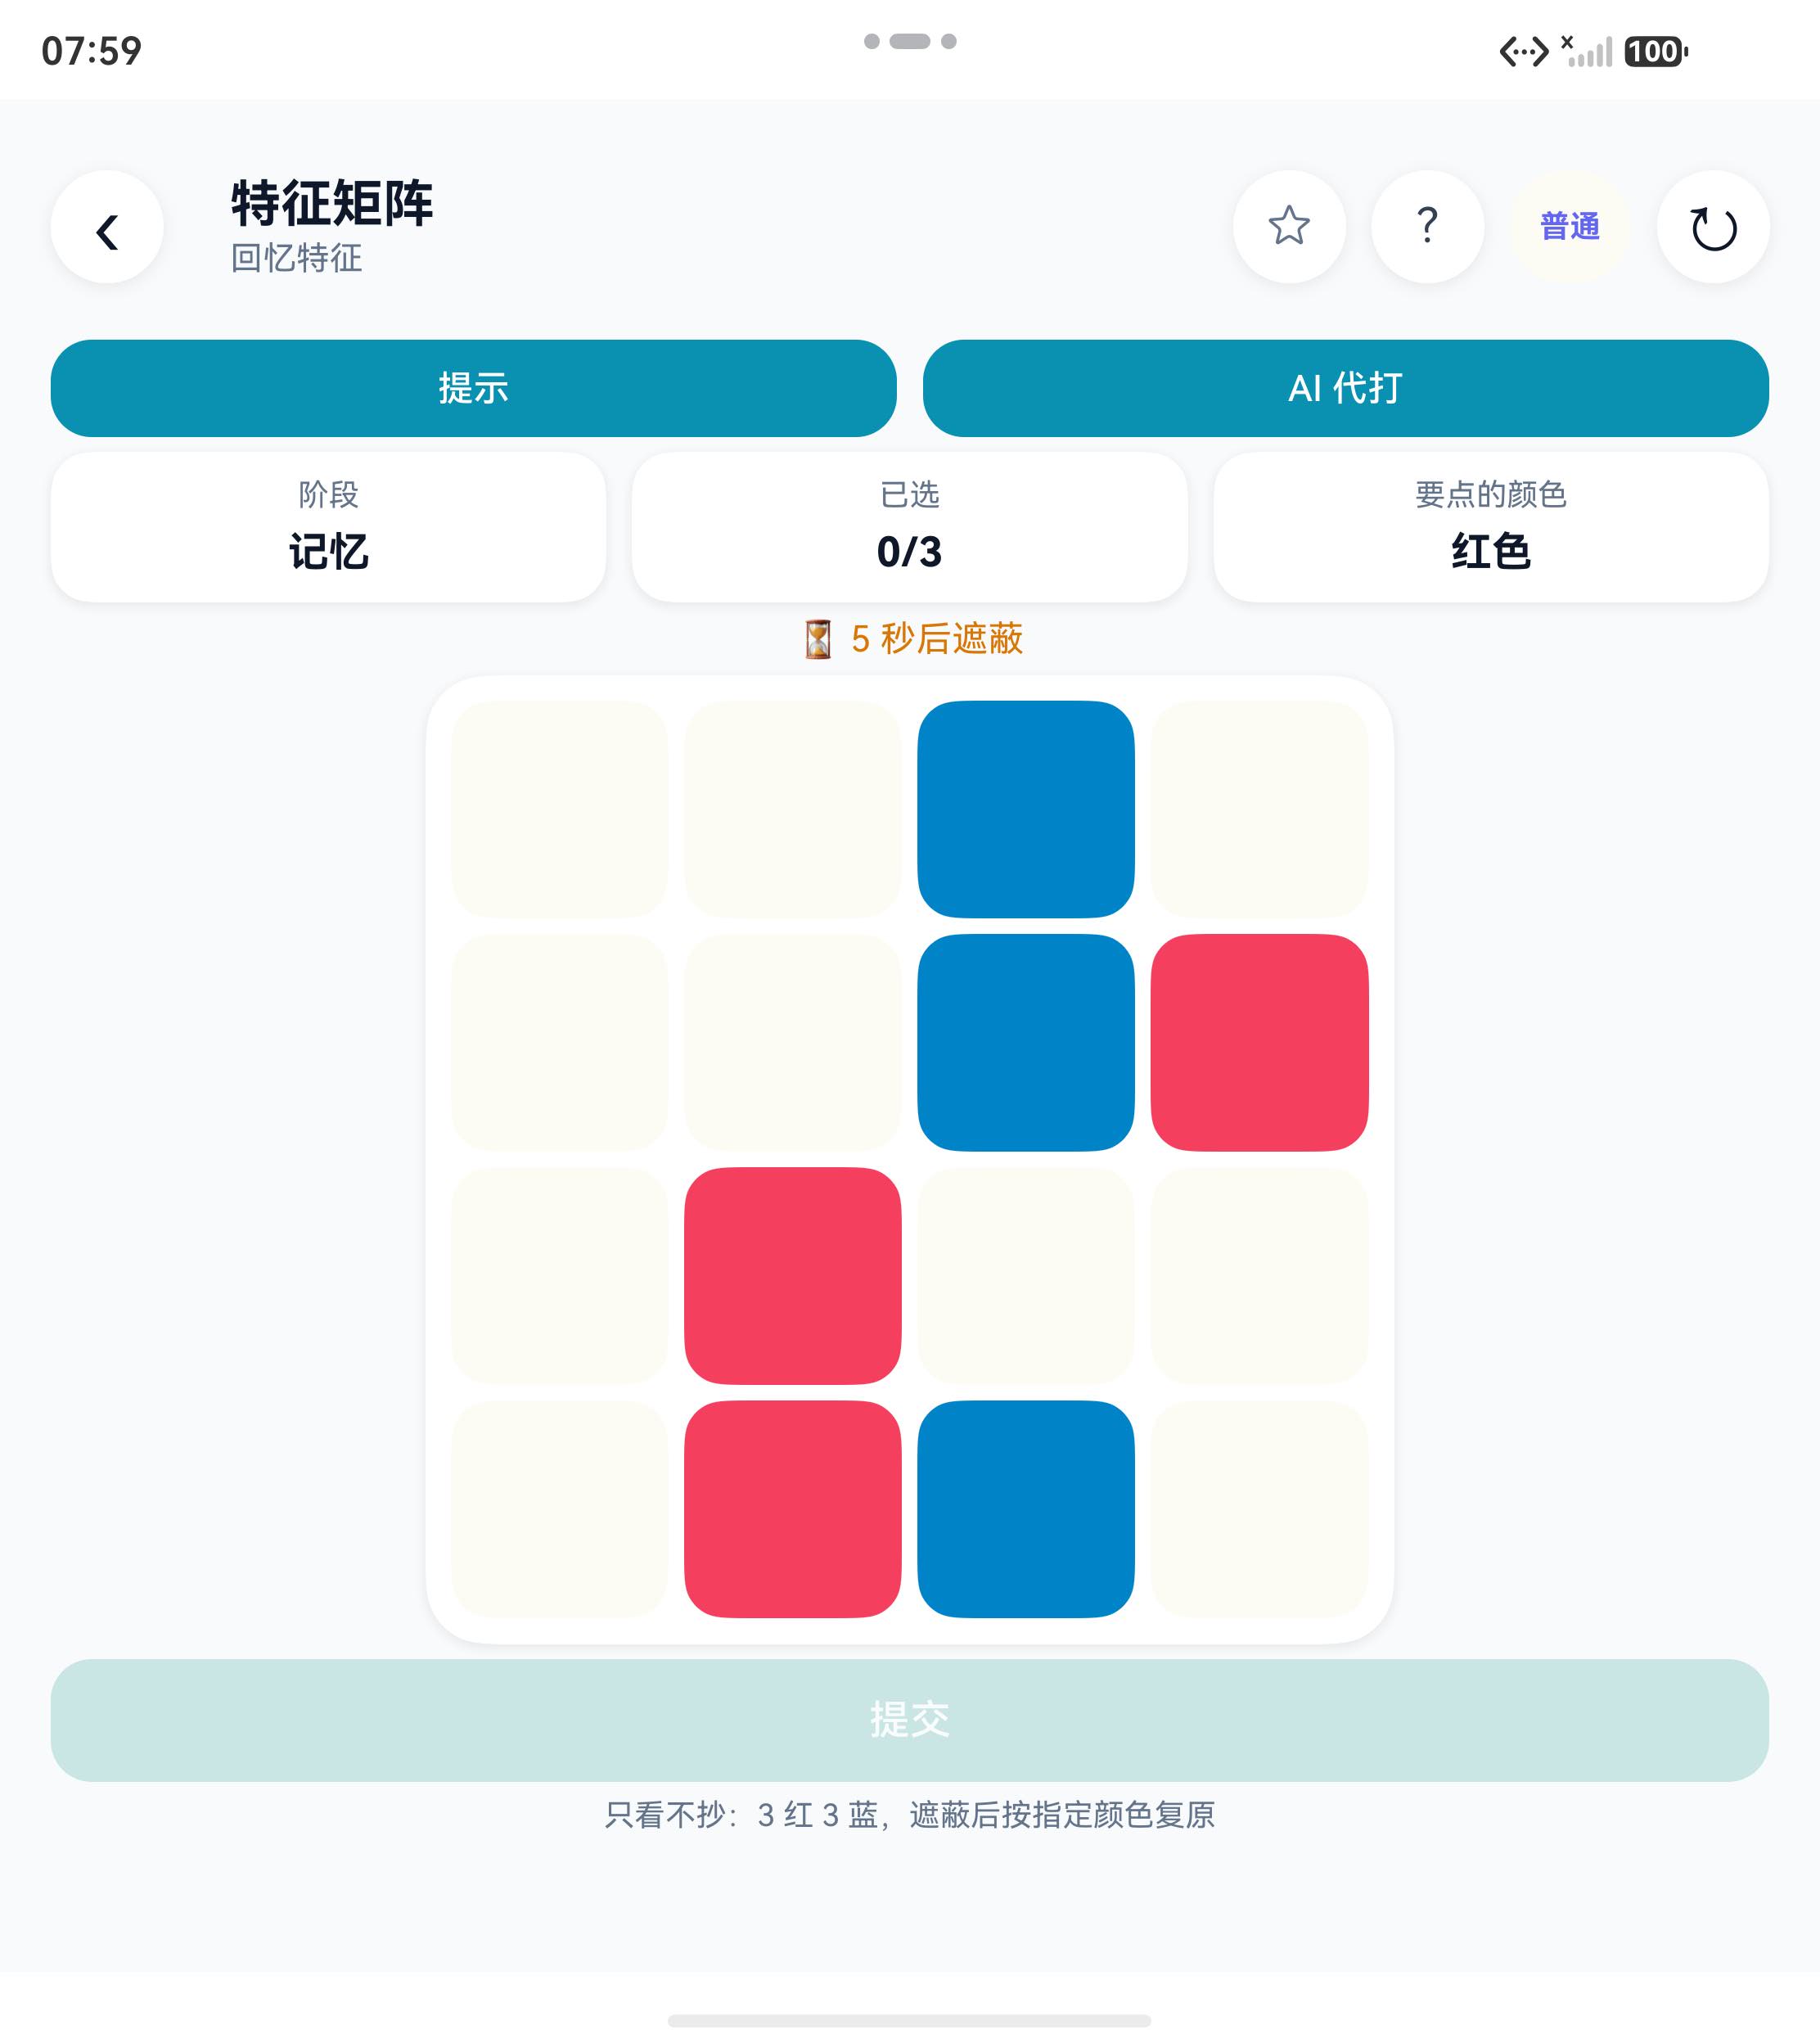 07:59
100
特征矩阵
回忆特征
?
普通
提示
AI 代打
阶段
记忆
已选
0/3
要点的颜色
红色
⏳ 5 秒后遮蔽
提交
只看不抄：3 红 3 蓝，遮蔽后按指定颜色复原